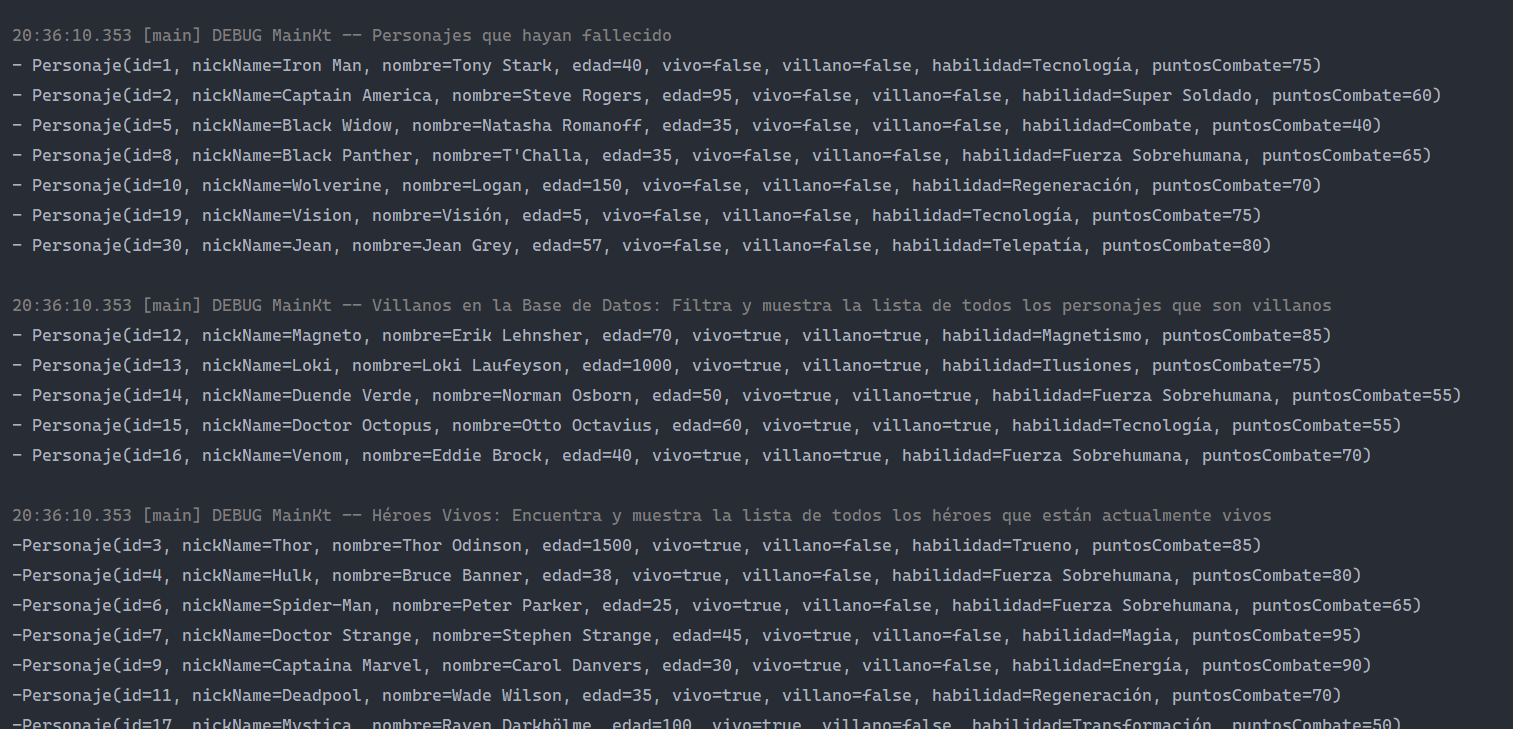 20:36:10.353 [main] DEBUG MainKt -- Personajes que hayan fallecido
- Personaje(id=1, nickName=Iron Man, nombre=Tony Stark, edad=40, vivo=false, villano=false, habilidad=Tecnología, puntosCombate=75)
- Personaje(id=2, nickName=Captain America, nombre=Steve Rogers, edad=95, vivo=false, villano=false, habilidad=Super Soldado, puntosCombate=60)
- Personaje(id=5, nickName=Black Widow, nombre=Natasha Romanoff, edad=35, vivo=false, villano=false, habilidad=Combate, puntosCombate=40)
- Personaje(id=8, nickName=Black Panther, nombre=T'Challa, edad=35, vivo=false, villano=false, habilidad=Fuerza Sobrehumana, puntosCombate=65)
- Personaje(id=10, nickName=Wolverine, nombre=Logan, edad=150, vivo=false, villano=false, habilidad=Regeneración, puntosCombate=70)
- Personaje(id=19, nickName=Vision, nombre=Visión, edad=5, vivo=false, villano=false, habilidad=Tecnología, puntosCombate=75)
- Personaje(id=30, nickName=Jean, nombre=Jean Grey, edad=57, vivo=false, villano=false, habilidad=Telepatía, puntosCombate=80)
20:36:10.353 [main] DEBUG MainKt -- Villanos en la Base de Datos: Filtra y muestra la lista de todos los personajes que son villanos
- Personaje(id=12, nickName=Magneto, nombre=Erik Lehnsher, edad=70, vivo=true, villano=true, habilidad=Magnetismo, puntosCombate=85)
- Personaje(id=13, nickName=Loki, nombre=Loki Laufeyson, edad=1000, vivo=true, villano=true, habilidad=Ilusiones, puntosCombate=75)
- Personaje(id=14, nickName=Duende Verde, nombre=Norman Osborn, edad=50, vivo=true, villano=true, habilidad=Fuerza Sobrehumana, puntosCombate=55)
- Personaje(id=15, nickName=Doctor Octopus, nombre=Otto Octavius, edad=60, vivo=true, villano=true, habilidad=Tecnología, puntosCombate=55)
- Personaje(id=16, nickName=Venom, nombre=Eddie Brock, edad=40, vivo=true, villano=true, habilidad=Fuerza Sobrehumana, puntosCombate=70)
20:36:10.353 [main] DEBUG MainKt -- Héroes Vivos: Encuentra y muestra la lista de todos los héroes que están actualmente vivos
-Personaje(id=3, nickName=Thor, nombre=Thor Odinson, edad=1500, vivo=true, villano=false, habilidad=Trueno, puntosCombate=85)
-Personaje(id=4, nickName=Hulk, nombre=Bruce Banner, edad=38, vivo=true, villano=false, habilidad=Fuerza Sobrehumana, puntosCombate=80)
-Personaje(id=6, nickName=Spider-Man, nombre=Peter Parker, edad=25, vivo=true, villano=false, habilidad=Fuerza Sobrehumana, puntosCombate=65)
-Personaje(id=7, nickName=Doctor Strange, nombre=Stephen Strange, edad=45, vivo=true, villano=false, habilidad=Magia, puntosCombate=95)
-Personaje(id=9, nickName=Captaina Marvel, nombre=Carol Danvers, edad=30, vivo=true, villano=false, habilidad=Energía, puntosCombate=90)
-Personaje(id=11, nickName=Deadpool, nombre=Wade Wilson, edad=35, vivo=true, villano=false, habilidad=Regeneración, puntosCombate=70)
-Personaje(id=17, nickName=Mystica, nombre=Raven Darkhölme, edad=100, vivo=true, villano=false, habilidad=Transformación, puntosCombate=50)